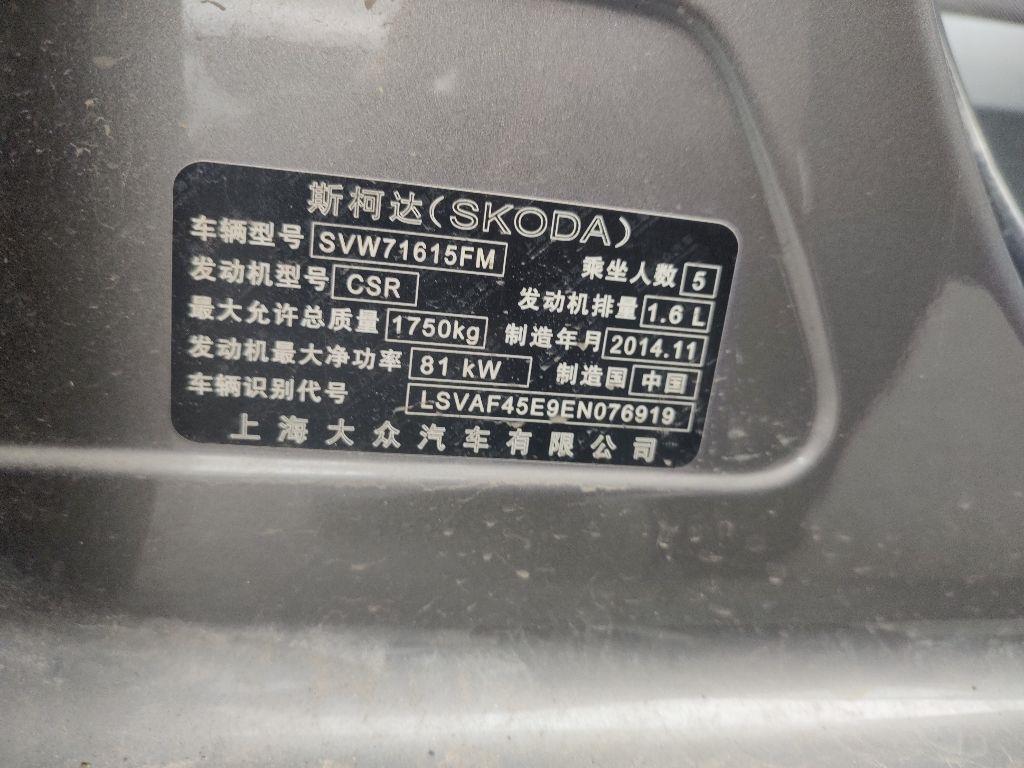 斯柯达(SKODA)
车辆型号 SVW71615FM 乘坐人数 5
发动机型号 CSR 发动机排量 1.6 L
最大允许总质量 1750kg 制造年月 2014.11
发动机最大净功率 81 kW 制造国 中国
车辆识别代号 LSVAF45E9EN076919
上海大众汽车有限公司